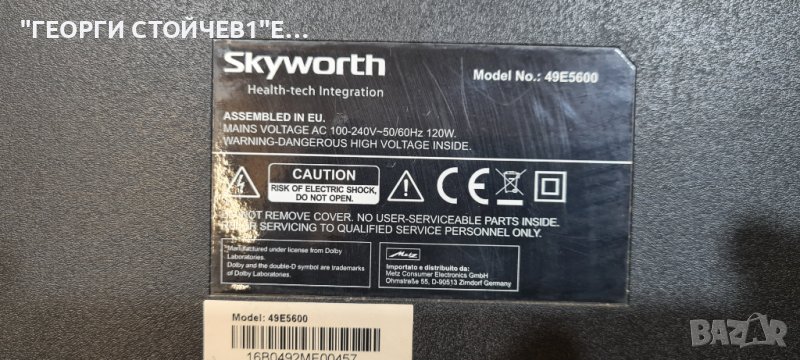 "ГЕОРГИ СТОЙЧЕВ1" Е...
Skyworth
Health-tech Integration
Model No.: 49E5600
ASSEMBLED IN EU.
MAINS VOLTAGE AC 100-240V~50/60Hz 120W.
WARNING-DANGEROUS HIGH VOLTAGE INSIDE.
CAUTION
RISK OF ELECTRIC SHOCK,
DO NOT OPEN.
CE
NOT REMOVE COVER. NO USER-SERVICEABLE PARTS INSIDE.
SERVICING TO QUALIFIED SERVICE PERSONNEL ONLY.
Manufactured under license from Dolby
Laboratories.
Dolby and the double-D symbol are trademarks
of Dolby Laboratories.
Metz
Importato e distribuito da:
Metz Consumer Electronics GmbH
Ohmstraße 55, D-90513 Zirndorf Germany
Model: 49E5600
16B0492ME00457
BAZAR